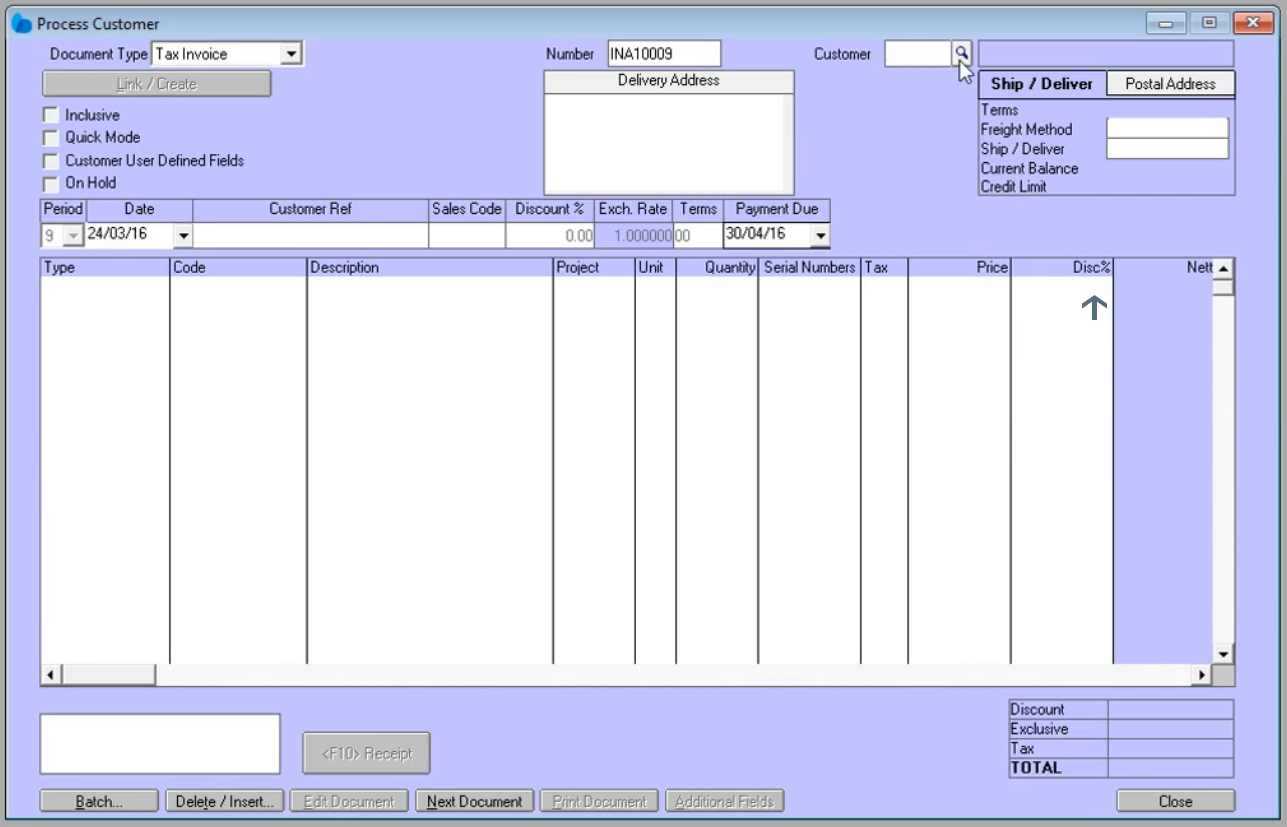 Process Customer
Document Type Tax Invoice Number INA10009 Customer
Link / Create Delivery Address Ship / Deliver Postal Address
Inclusive Terms
Quick Mode Freight Method
Customer User Defined Fields Ship / Deliver
On Hold Current Balance
Credit Limit
Period Date Customer Ref Sales Code Discount % Exch. Rate Terms Payment Due
9 24/03/16 0.00 1.000000 00 30/04/16
Type Code Description Project Unit Quantity Serial Numbers Tax Price Disc% Nett
Discount
Exclusive
Tax
TOTAL
<F10> Receipt
Batch... Delete / Insert... Edit Document Next Document Print Document Additional Fields Close